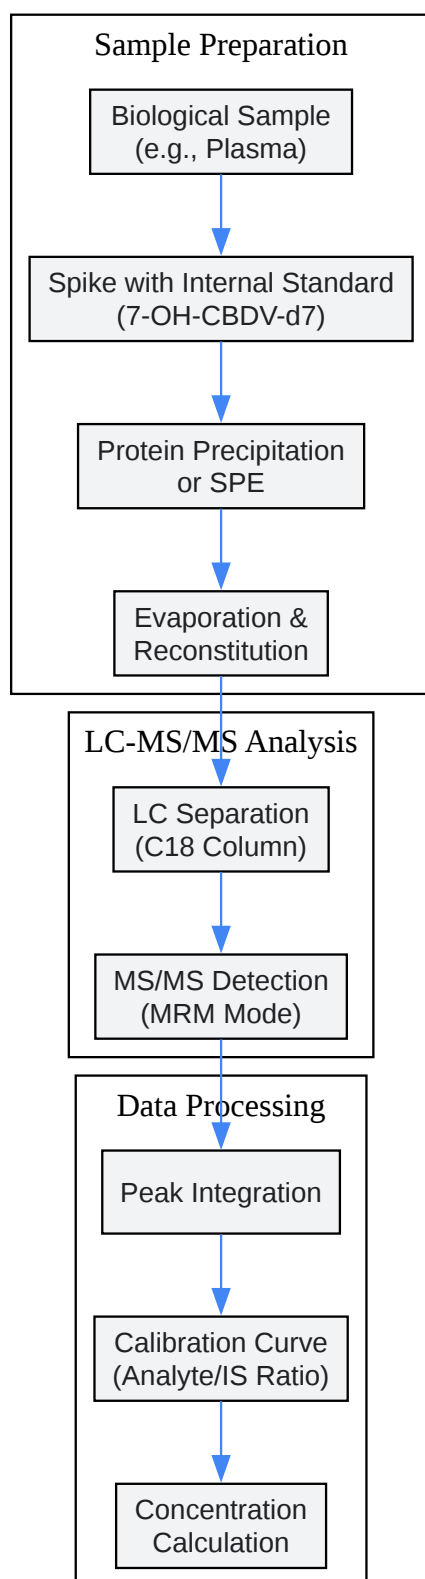 Sample Preparation
Biological Sample
(e.g., Plasma)
Spike with Internal Standard
(7-OH-CBDV-d7)
Protein Precipitation
or SPE
Evaporation &
Reconstitution
LC-MS/MS Analysis
LC Separation
(C18 Column)
MS/MS Detection
(MRM Mode)
Data Processing
Peak Integration
Calibration Curve
(Analyte/IS Ratio)
Concentration
Calculation